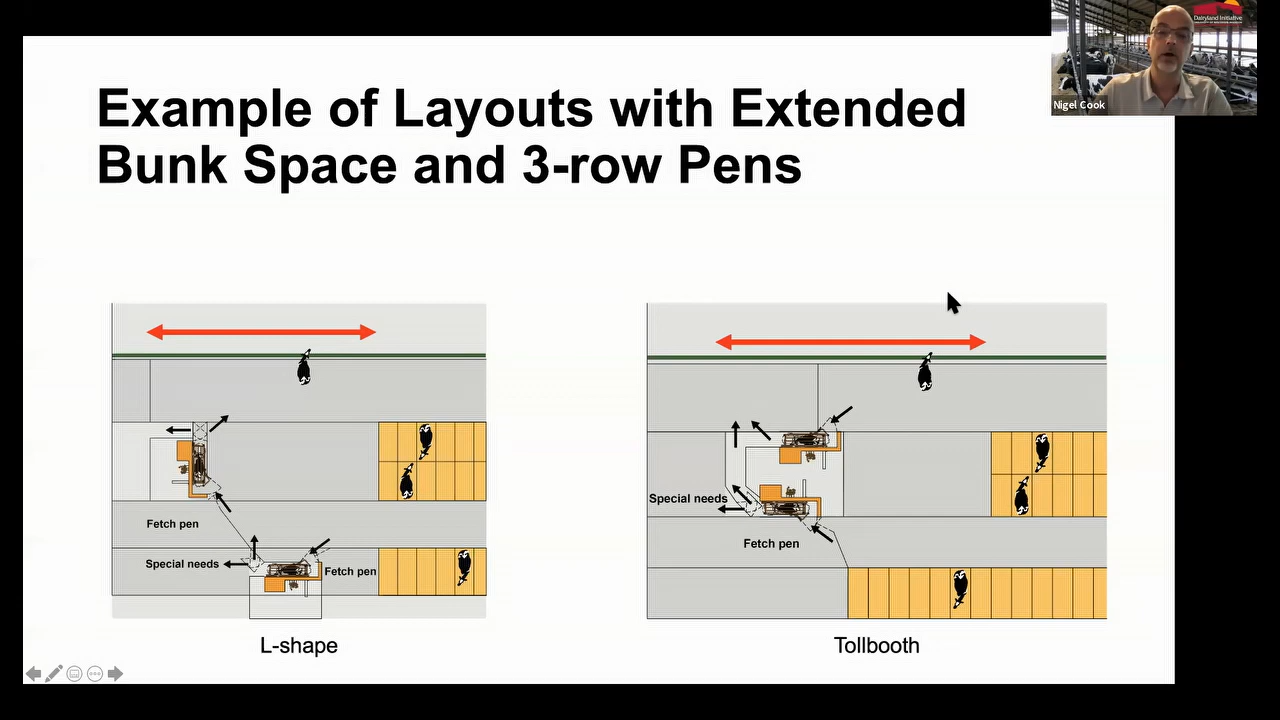 Dairyland Initiative
Nigel Cook
Example of Layouts with Extended
Bunk Space and 3-row Pens
Fetch pen
Special needs
Fetch pen
L-shape
Special needs
Fetch pen
Tollbooth